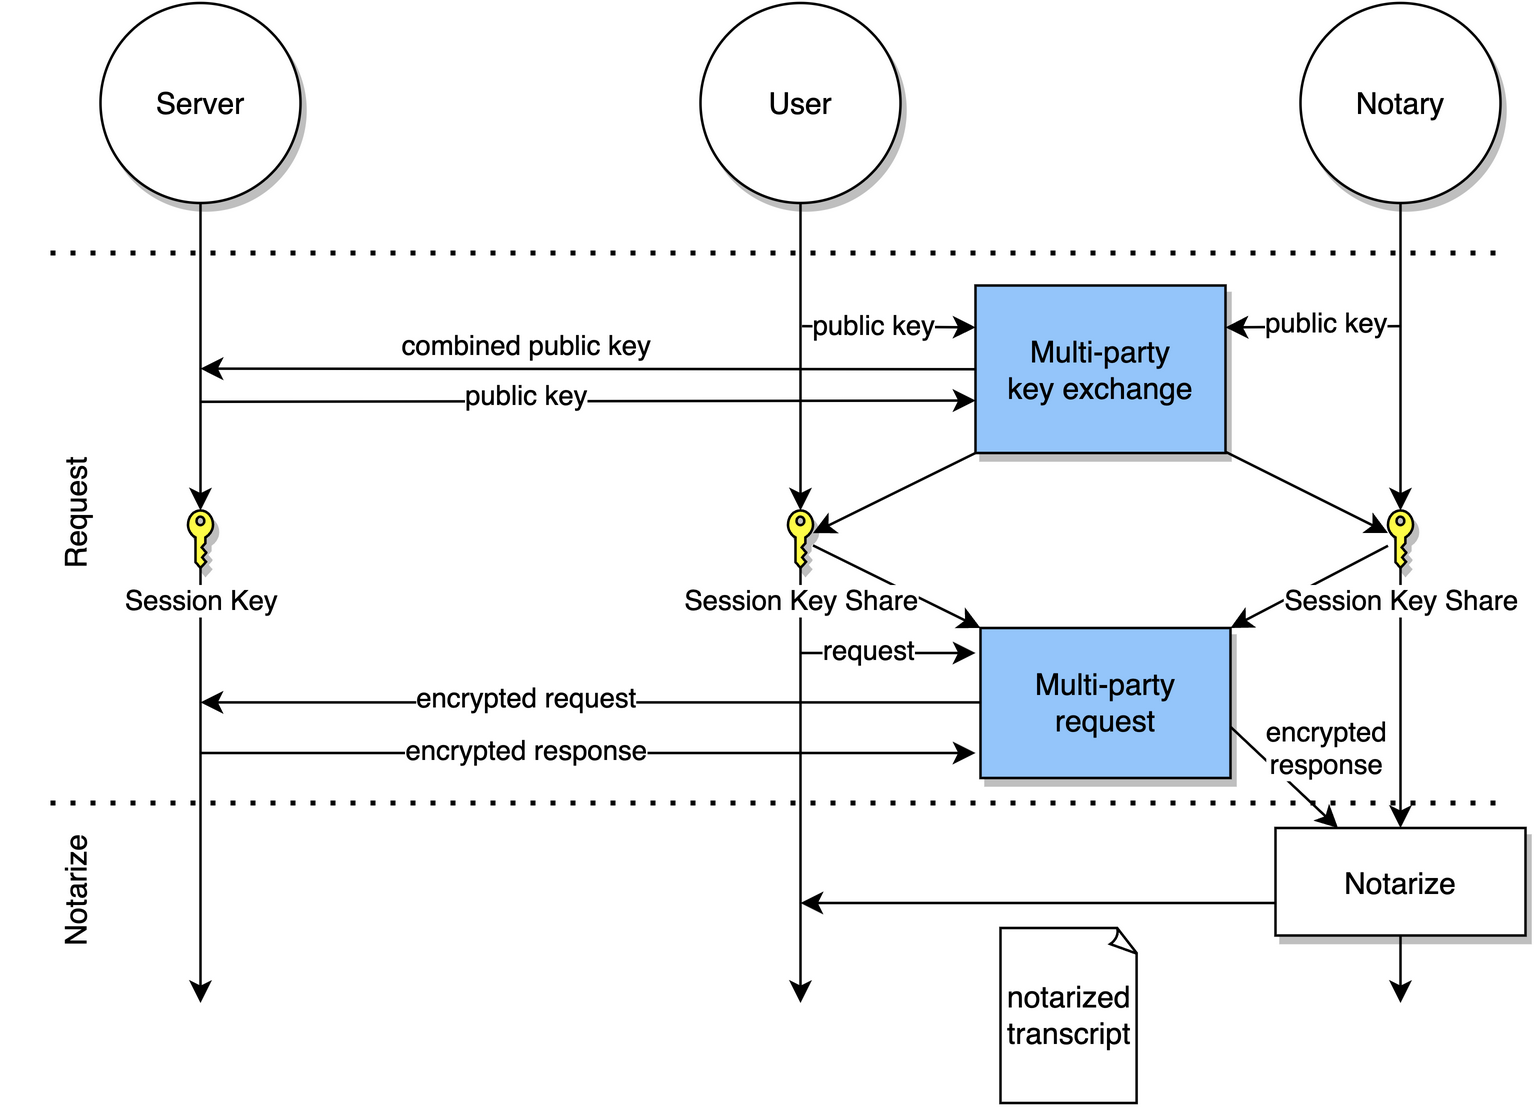 Server
User
Notary
public key
public key
combined public key
Multi-party
key exchange
public key
Request
Session Key
Session Key Share
Session Key Share
request
Multi-party
request
encrypted request
encrypted response
encrypted
response
Notarize
Notarize
notarized
transcript